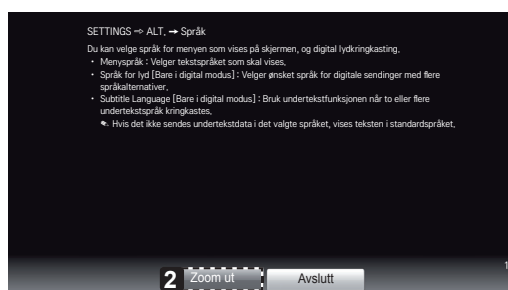 SETTINGS ⇨ ALT. ➙ Språk
Du kan velge språk for menyen som vises på skjermen, og digital lydkringkasting.
• Menyspråk : Velger tekstspråket som skal vises.
• Språk for lyd [Bare i digital modus] : Velger ønsket språk for digitale sendinger med flere
språkalternativer.
• Subtitle Language [Bare i digital modus] : Bruk undertekstfunksjonen når to eller flere
undertekstspråk kringkastes.
✎ Hvis det ikke sendes undertekstdata i det valgte språket, vises teksten i standardspråket.
1
2 Zoom ut Avslutt